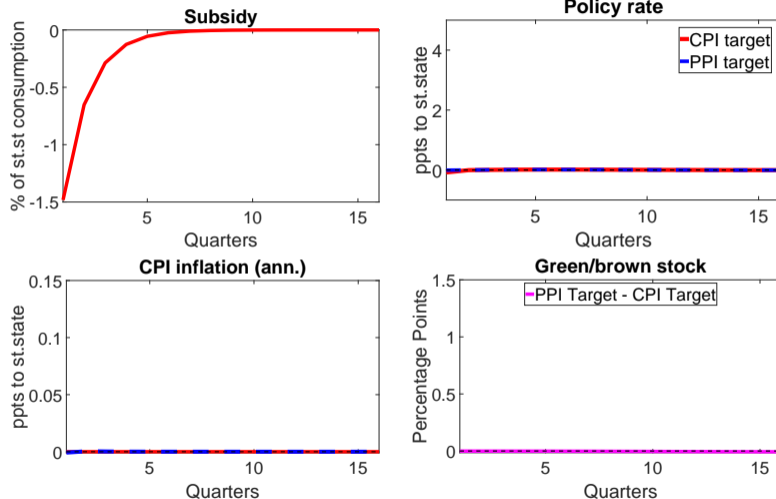 Subsidy
% of st.st consumption
0
-0.5
-1
-1.5
5
10
15
Quarters
Policy rate
ppts to st.state
4
2
0
5
10
15
Quarters
CPI target
PPI target
CPI inflation (ann.)
ppts to st.state
0.15
0.1
0.05
0
5
10
15
Quarters
Green/brown stock
Percentage Points
1.5
1
0.5
0
5
10
15
Quarters
PPI Target - CPI Target